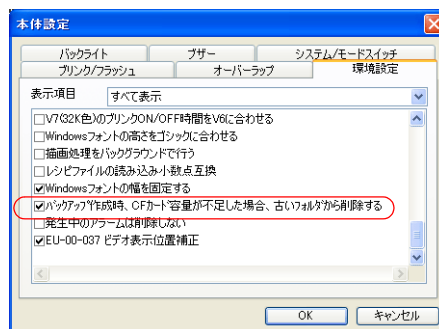 本体設定
バックライト ブザー システム/モードスイッチ
ブリンク/フラッシュ オーバーラップ 環境設定
表示項目 すべて表示
V7(32K色)のブリンクON/OFF時間をV6に合わせる
Windowsフォントの高さをゴシックに合わせる
描画処理をバックグラウンドで行う
レシピファイルの読み込み小数点互換
Windowsフォントの幅を固定する
バックアップ作成時、CFカード容量が不足した場合、古いフォルダから削除する
発生中のアラームは削除しない
EU-00-037 ビデオ表示位置補正
OK キャンセル